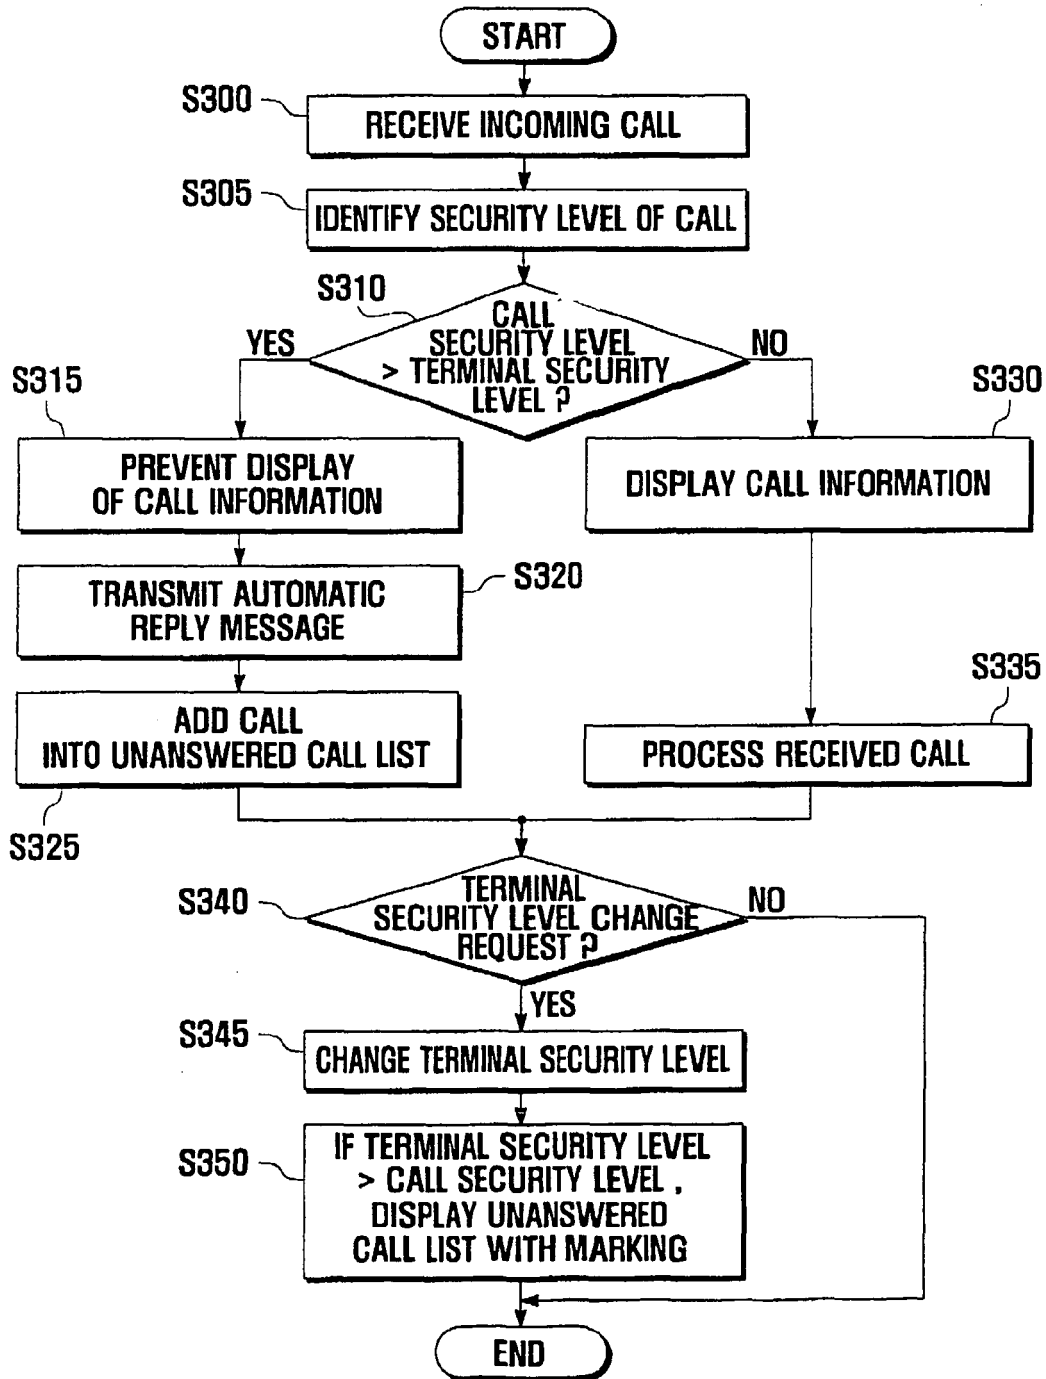 START
S300
RECEIVE INCOMING CALL
S305
IDENTIFY SECURITY LEVEL OF CALL
S310
CALL
SECURITY LEVEL
> TERMINAL SECURITY
LEVEL ?
YES
NO
S315
PREVENT DISPLAY
OF CALL INFORMATION
S330
DISPLAY CALL INFORMATION
S320
TRANSMIT AUTOMATIC
REPLY MESSAGE
S335
PROCESS RECEIVED CALL
ADD CALL
INTO UNANSWERED CALL LIST
S325
S340
TERMINAL
SECURITY LEVEL CHANGE
REQUEST ?
NO
YES
S345
CHANGE TERMINAL SECURITY LEVEL
S350
IF TERMINAL SECURITY LEVEL
> CALL SECURITY LEVEL ,
DISPLAY UNANSWERED
CALL LIST WITH MARKING
END